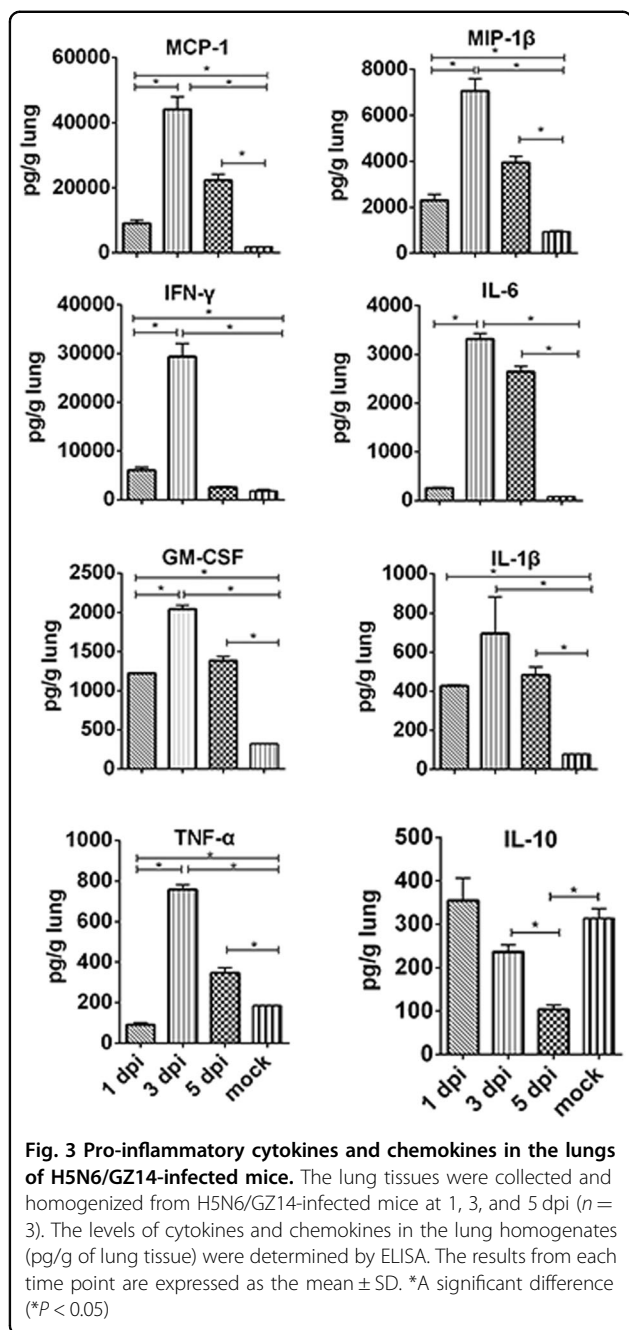 MCP-1
pg/g lung
60000
40000
20000
0
* * * *
MIP-1β
pg/g lung
8000
6000
4000
2000
0
* * * *
IFN-γ
pg/g lung
40000
30000
20000
10000
0
* * *
IL-6
pg/g lung
4000
3000
2000
1000
0
* * *
GM-CSF
pg/g lung
2500
2000
1500
1000
500
0
* * * *
IL-1β
pg/g lung
1000
800
600
400
200
0
* * *
TNF-α
pg/g lung
1000
800
600
400
200
0
* * * *
1 dpi
3 dpi
5 dpi
mock
IL-10
pg/g lung
500
400
300
200
100
0
* *
1 dpi
3 dpi
5 dpi
mock
Fig. 3 Pro-inflammatory cytokines and chemokines in the lungs
of H5N6/GZ14-infected mice. The lung tissues were collected and
homogenized from H5N6/GZ14-infected mice at 1, 3, and 5 dpi (n =
3). The levels of cytokines and chemokines in the lung homogenates
(pg/g of lung tissue) were determined by ELISA. The results from each
time point are expressed as the mean ± SD. *A significant difference
(*P < 0.05)